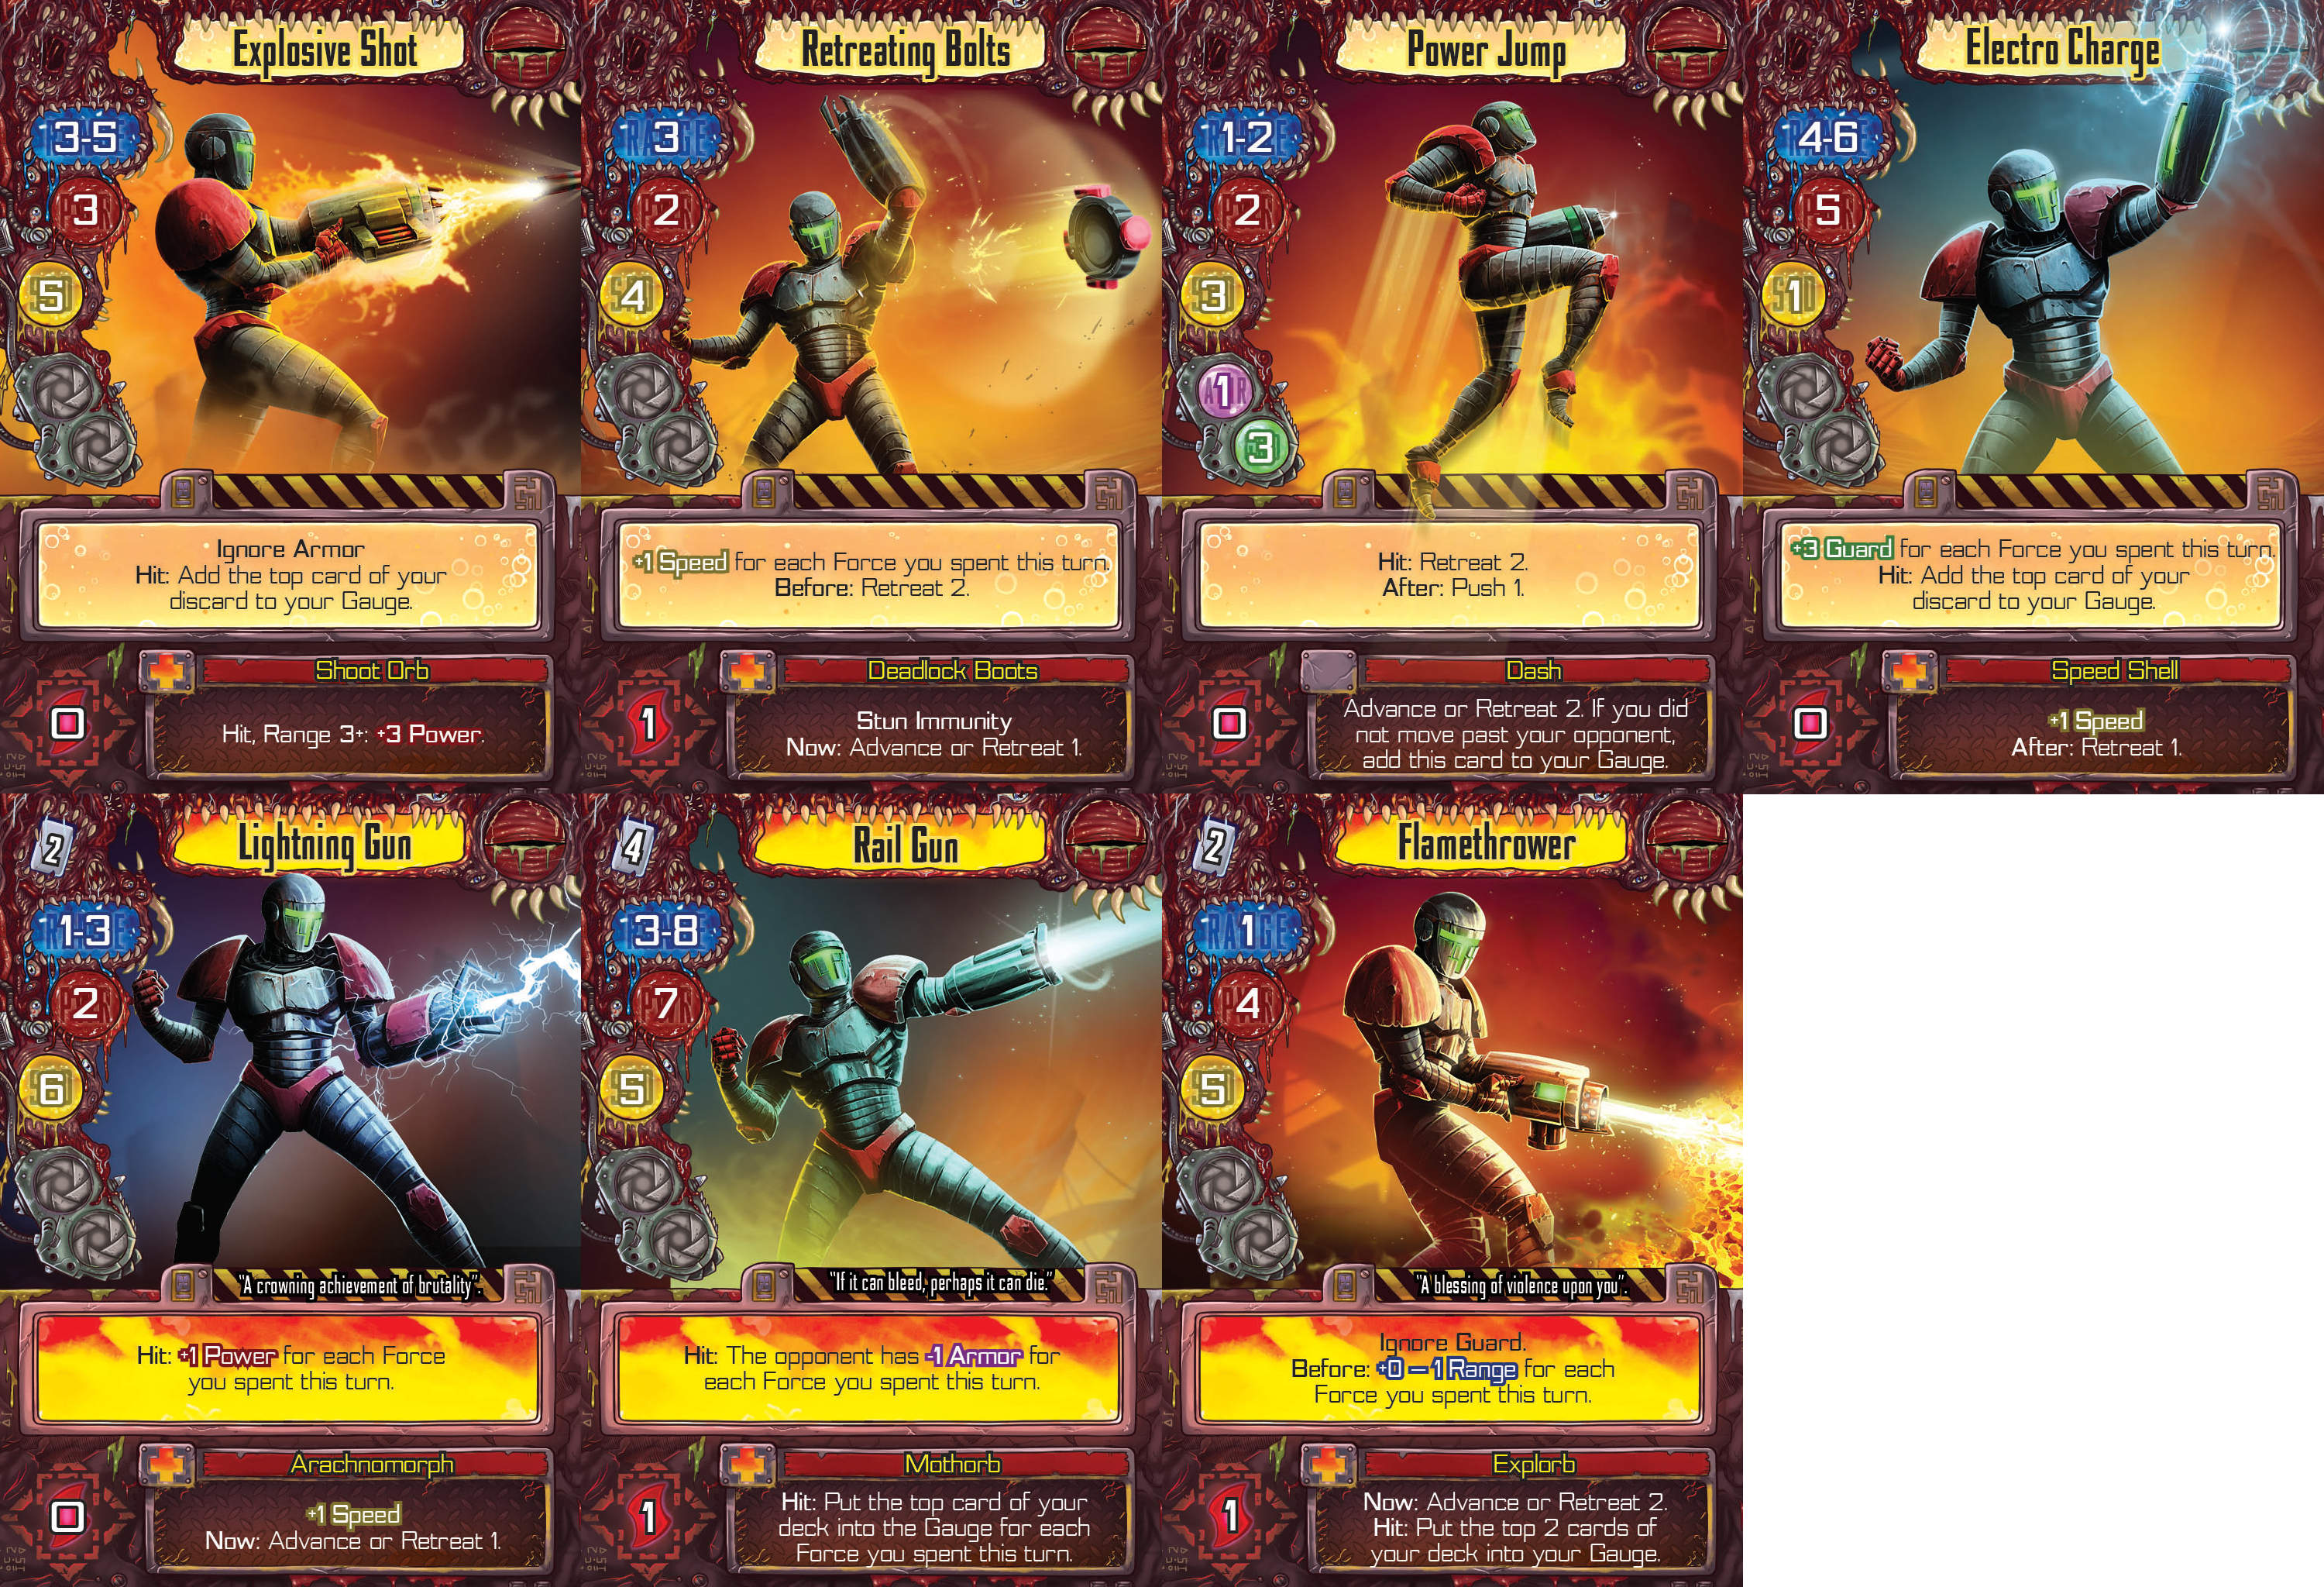 Explosive Shot
3-5
3
5
Ignore Armor
Hit: Add the top card of your
discard to your Gauge.
Shoot Orb
0
Hit, Range 3+: +3 Power.
Retreating Bolts
3
2
4
+1 Speed for each Force you spent this turn.
Before: Retreat 2.
Deadlock Boots
1
Stun Immunity
Now: Advance or Retreat 1.
Power Jump
1-2
2
3
1
3
Hit: Retreat 2.
After: Push 1.
Dash
0
Advance or Retreat 2. If you did
not move past your opponent,
add this card to your Gauge.
Electro Charge
4-6
5
1
+3 Guard for each Force you spent this turn.
Hit: Add the top card of your
discard to your Gauge.
Speed Shell
0
+1 Speed
After: Retreat 1.
2
Lightning Gun
1-3
2
6
"A crowning achievement of brutality".
Hit: +1 Power for each Force
you spent this turn.
Arachnomorph
0
+1 Speed
Now: Advance or Retreat 1.
4
Rail Gun
3-8
7
5
"If it can bleed, perhaps it can die."
Hit: The opponent has -1 Armor for
each Force you spent this turn.
Mothorb
1
Hit: Put the top card of your
deck into the Gauge for each
Force you spent this turn.
2
Flamethrower
1
4
5
"A blessing of violence upon you".
Ignore Guard.
Before: +0 — 1 Range for each
Force you spent this turn.
Explorb
1
Now: Advance or Retreat 2.
Hit: Put the top 2 cards of
your deck into your Gauge.